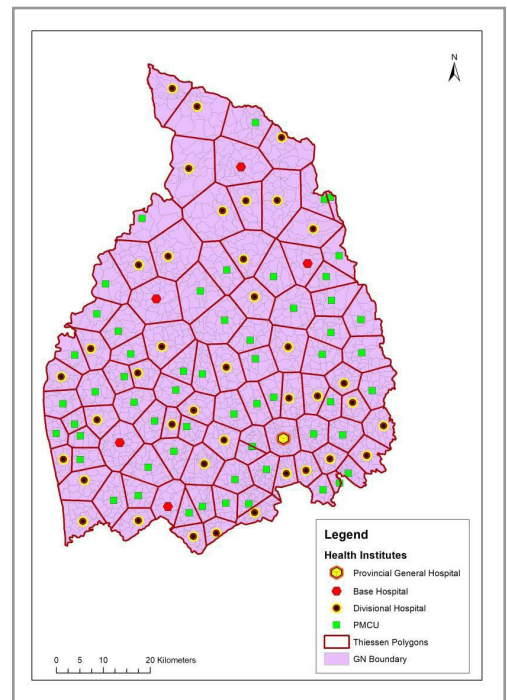 N
Legend
Health Institutes
Provincial General Hospital
Base Hospital
Divisional Hospital
PMCU
Thiessen Polygons
GN Boundary
0 5 10 20 Kilometers